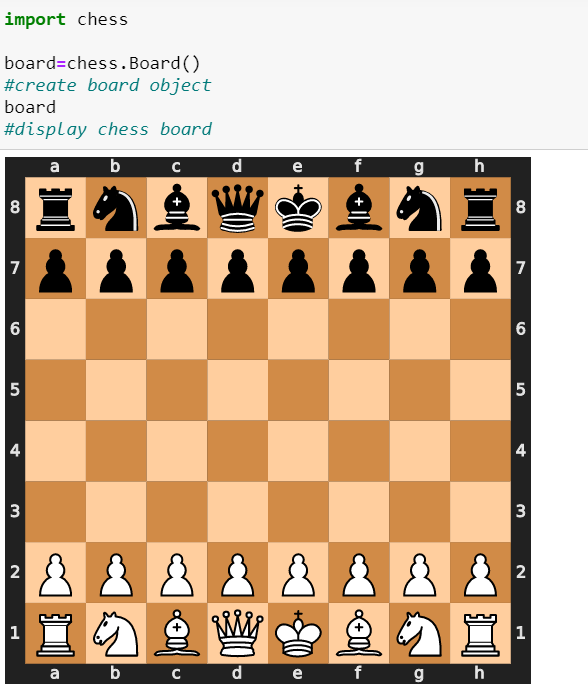 import chess
board=chess.Board()
#create board object
board
#display chess board
a b c d e f g h
8 8
7 7
6 6
5 5
4 4
3 3
2 2
1 1
a b c d e f g h